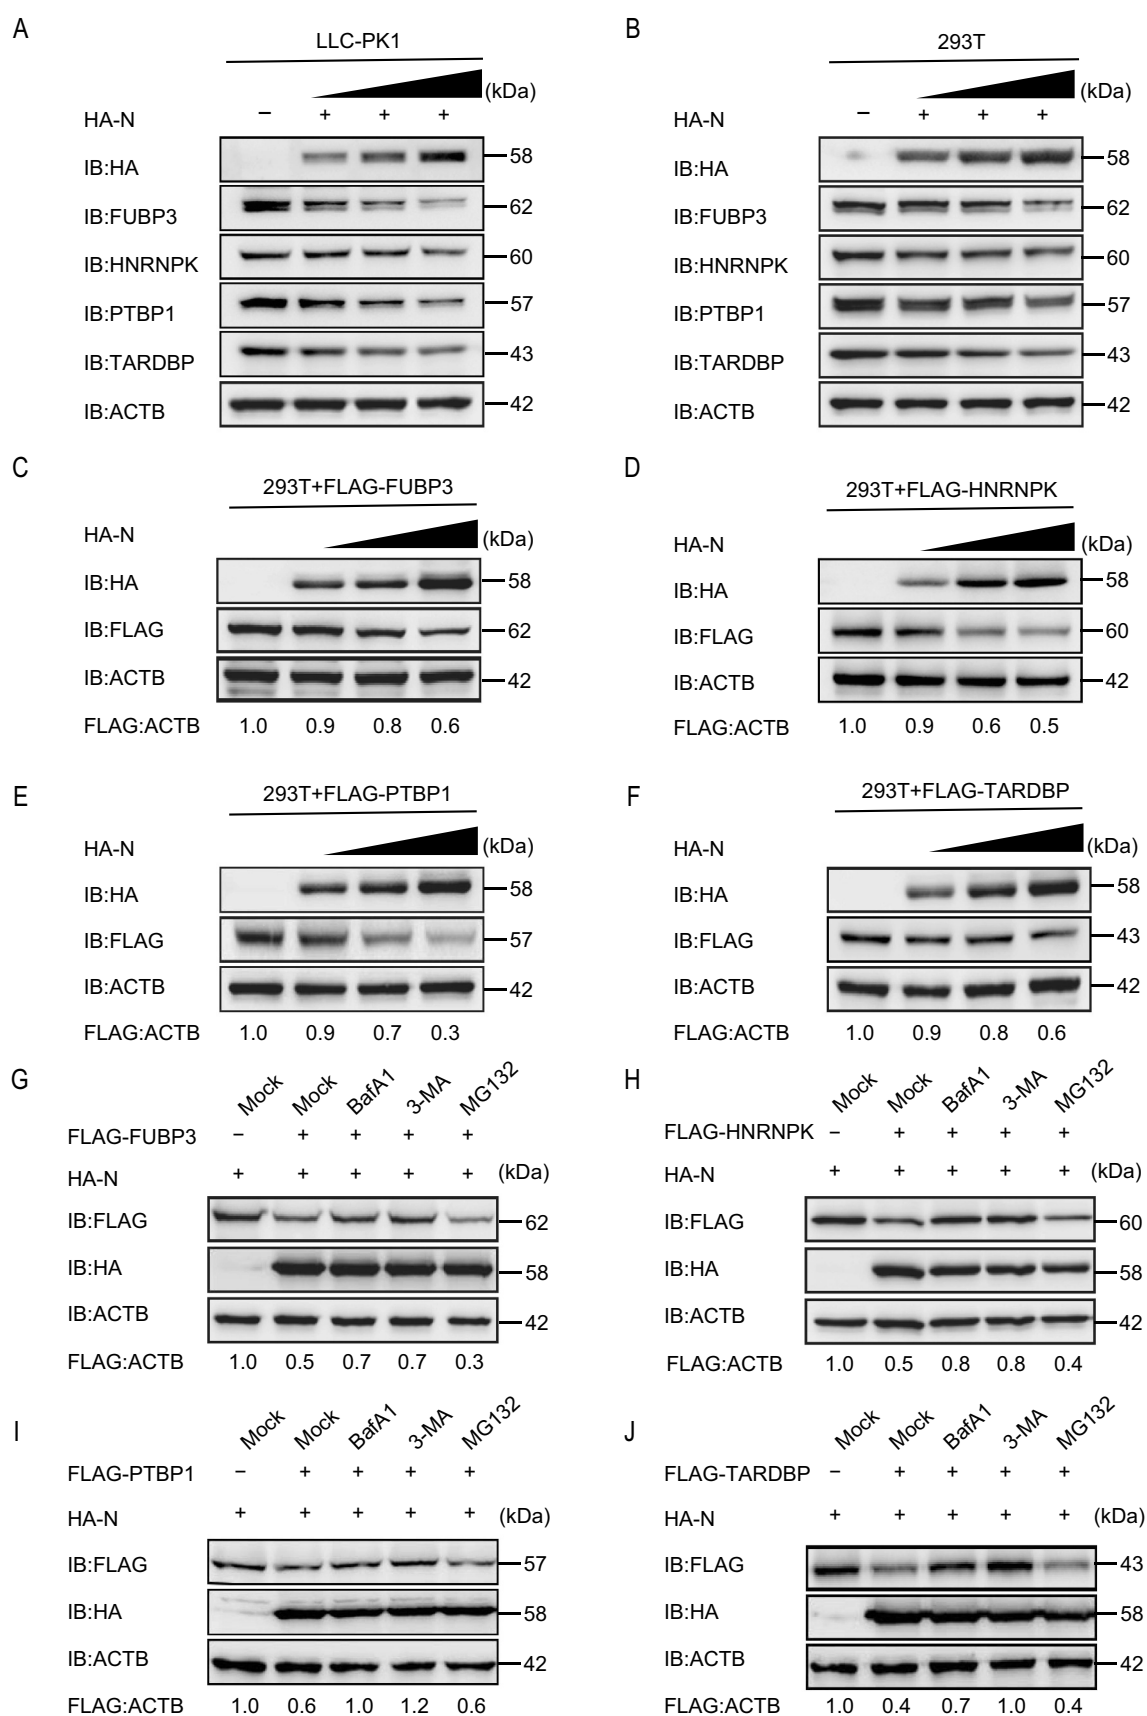 A
LLC-PK1
(kDa)
HA-N − + + +
IB:HA 58
IB:FUBP3 62
IB:HNRNPK 60
IB:PTBP1 57
IB:TARDBP 43
IB:ACTB 42
B
293T
(kDa)
HA-N − + + +
IB:HA 58
IB:FUBP3 62
IB:HNRNPK 60
IB:PTBP1 57
IB:TARDBP 43
IB:ACTB 42
C
293T+FLAG-FUBP3
HA-N (kDa)
IB:HA 58
IB:FLAG 62
IB:ACTB 42
FLAG:ACTB 1.0 0.9 0.8 0.6
D
293T+FLAG-HNRNPK
HA-N (kDa)
IB:HA 58
IB:FLAG 60
IB:ACTB 42
FLAG:ACTB 1.0 0.9 0.6 0.5
E
293T+FLAG-PTBP1
HA-N (kDa)
IB:HA 58
IB:FLAG 57
IB:ACTB 42
FLAG:ACTB 1.0 0.9 0.7 0.3
F
293T+FLAG-TARDBP
HA-N (kDa)
IB:HA 58
IB:FLAG 43
IB:ACTB 42
FLAG:ACTB 1.0 0.9 0.8 0.6
G
Mock Mock BafA1 3-MA MG132
FLAG-FUBP3 − + + + +
HA-N + + + + + (kDa)
IB:FLAG 62
IB:HA 58
IB:ACTB 42
FLAG:ACTB 1.0 0.5 0.7 0.7 0.3
H
Mock Mock BafA1 3-MA MG132
FLAG-HNRNPK − + + + +
HA-N + + + + + (kDa)
IB:FLAG 60
IB:HA 58
IB:ACTB 42
FLAG:ACTB 1.0 0.5 0.8 0.8 0.4
I
Mock Mock BafA1 3-MA MG132
FLAG-PTBP1 − + + + +
HA-N + + + + + (kDa)
IB:FLAG 57
IB:HA 58
IB:ACTB 42
FLAG:ACTB 1.0 0.6 1.0 1.2 0.6
J
Mock Mock BafA1 3-MA MG132
FLAG-TARDBP − + + + +
HA-N + + + + + (kDa)
IB:FLAG 43
IB:HA 58
IB:ACTB 42
FLAG:ACTB 1.0 0.4 0.7 1.0 0.4